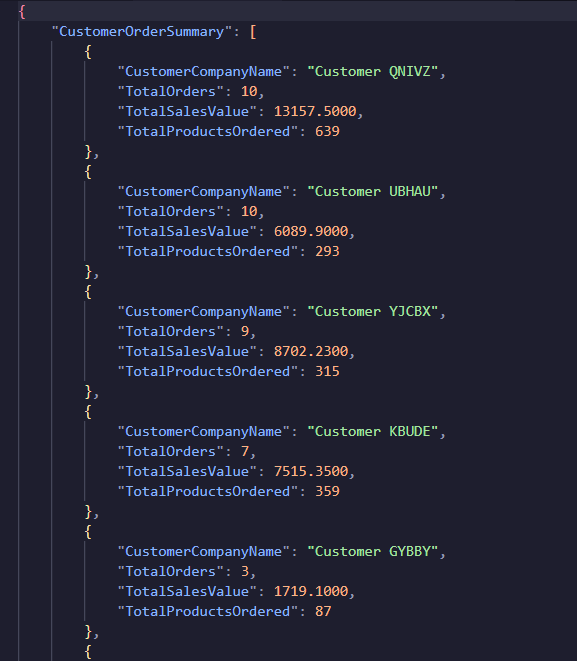 {
    "CustomerOrderSummary": [
        {
            "CustomerCompanyName": "Customer QNIVZ",
            "TotalOrders": 10,
            "TotalSalesValue": 13157.5000,
            "TotalProductsOrdered": 639
        },
        {
            "CustomerCompanyName": "Customer UBHAU",
            "TotalOrders": 10,
            "TotalSalesValue": 6089.9000,
            "TotalProductsOrdered": 293
        },
        {
            "CustomerCompanyName": "Customer YJCBX",
            "TotalOrders": 9,
            "TotalSalesValue": 8702.2300,
            "TotalProductsOrdered": 315
        },
        {
            "CustomerCompanyName": "Customer KBUDE",
            "TotalOrders": 7,
            "TotalSalesValue": 7515.3500,
            "TotalProductsOrdered": 359
        },
        {
            "CustomerCompanyName": "Customer GYBBY",
            "TotalOrders": 3,
            "TotalSalesValue": 1719.1000,
            "TotalProductsOrdered": 87
        },
        {